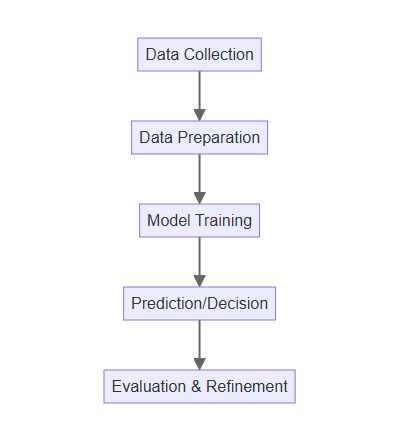 Data Collection
Data Preparation
Model Training
Prediction/Decision
Evaluation & Refinement